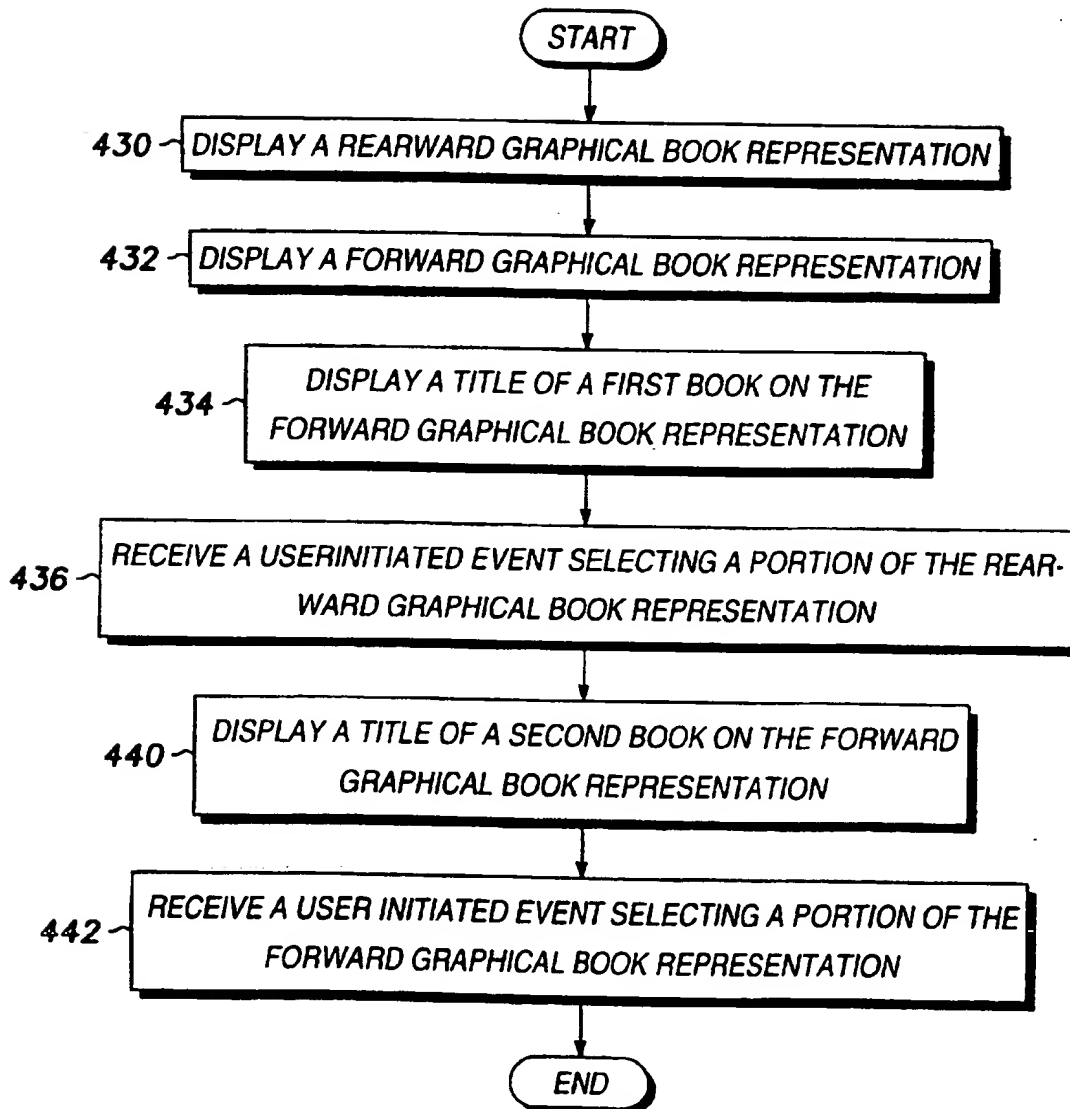 START
430 DISPLAY A REARWARD GRAPHICAL BOOK REPRESENTATION
432 DISPLAY A FORWARD GRAPHICAL BOOK REPRESENTATION
434 DISPLAY A TITLE OF A FIRST BOOK ON THE
FORWARD GRAPHICAL BOOK REPRESENTATION
436 RECEIVE A USERINITIATED EVENT SELECTING A PORTION OF THE REAR-
WARD GRAPHICAL BOOK REPRESENTATION
440 DISPLAY A TITLE OF A SECOND BOOK ON THE FORWARD
GRAPHICAL BOOK REPRESENTATION
442 RECEIVE A USER INITIATED EVENT SELECTING A PORTION OF THE
FORWARD GRAPHICAL BOOK REPRESENTATION
END